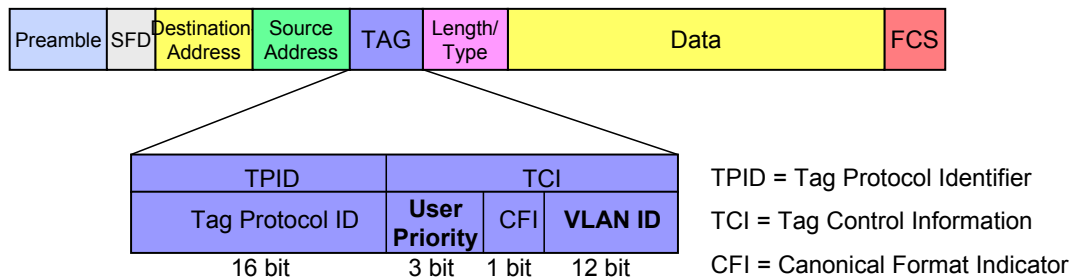 Preamble SFD Destination Address Source Address TAG Length/ Type Data FCS
TPID TCI
Tag Protocol ID User Priority CFI VLAN ID
16 bit 3 bit 1 bit 12 bit
TPID = Tag Protocol Identifier
TCI = Tag Control Information
CFI = Canonical Format Indicator